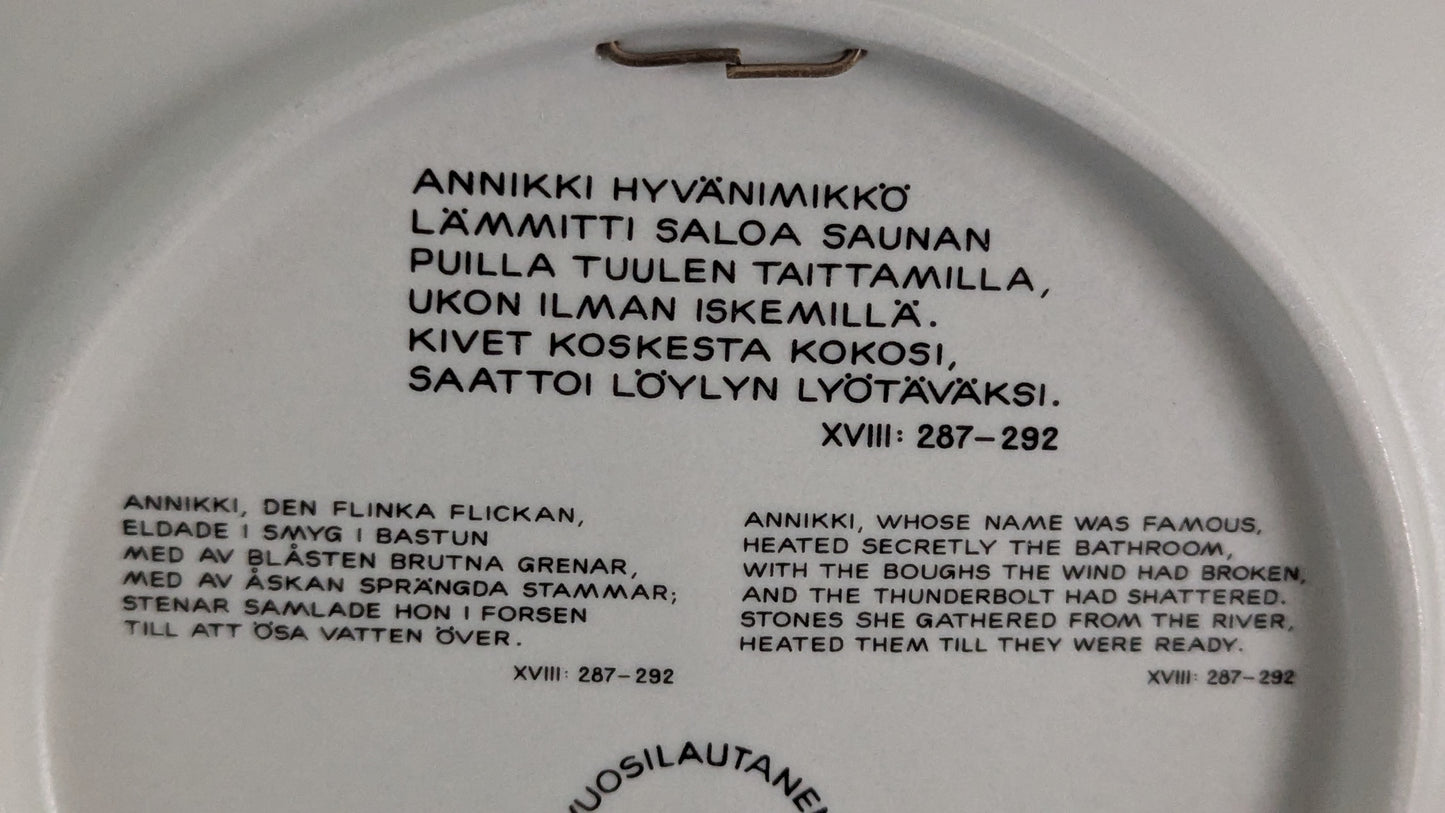 ANNIKKI HYVÄNIMIKKÖ
LÄMMITTI SALOA SAUNAN
PUILLA TUULEN TAITTAMILLA,
UKON ILMAN ISKEMILLÄ.
KIVET KOSKESTA KOKOSI,
SAATTOI LÖYLYN LYÖTÄVÄKSI.
XVIII: 287–292
ANNIKKI, DEN FLINKA FLICKAN,
ELDADE I SMYG I BASTUN
MED AV BLÅSTEN BRUTNA GRENAR,
MED AV ÅSKAN SPRÄNGDA STAMMAR;
STENAR SAMLADE HON I FORSEN
TILL ATT ÖSA VATTEN ÖVER.
XVIII: 287–292
ANNIKKI, WHOSE NAME WAS FAMOUS,
HEATED SECRETLY THE BATHROOM,
WITH THE BOUGHS THE WIND HAD BROKEN,
AND THE THUNDERBOLT HAD SHATTERED.
STONES SHE GATHERED FROM THE RIVER,
HEATED THEM TILL THEY WERE READY.
XVIII: 287–292
UOSILAUTANE